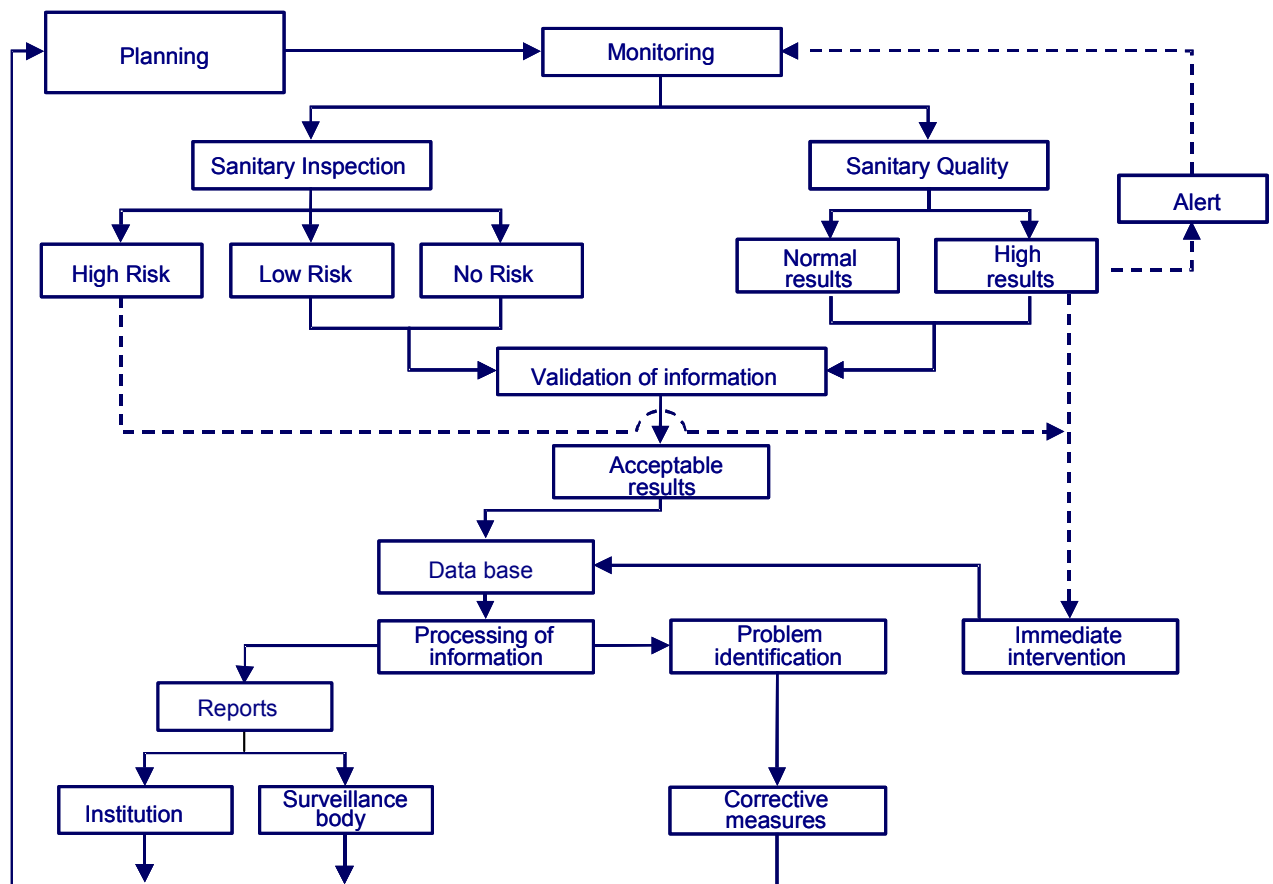 Planning
Monitoring
Sanitary Inspection
Sanitary Quality
Alert
High Risk
Low Risk
No Risk
Normal
results
High
results
Validation of information
Acceptable
results
Data base
Processing of
information
Problem
identification
Immediate
intervention
Reports
Institution
Surveillance
body
Corrective
measures